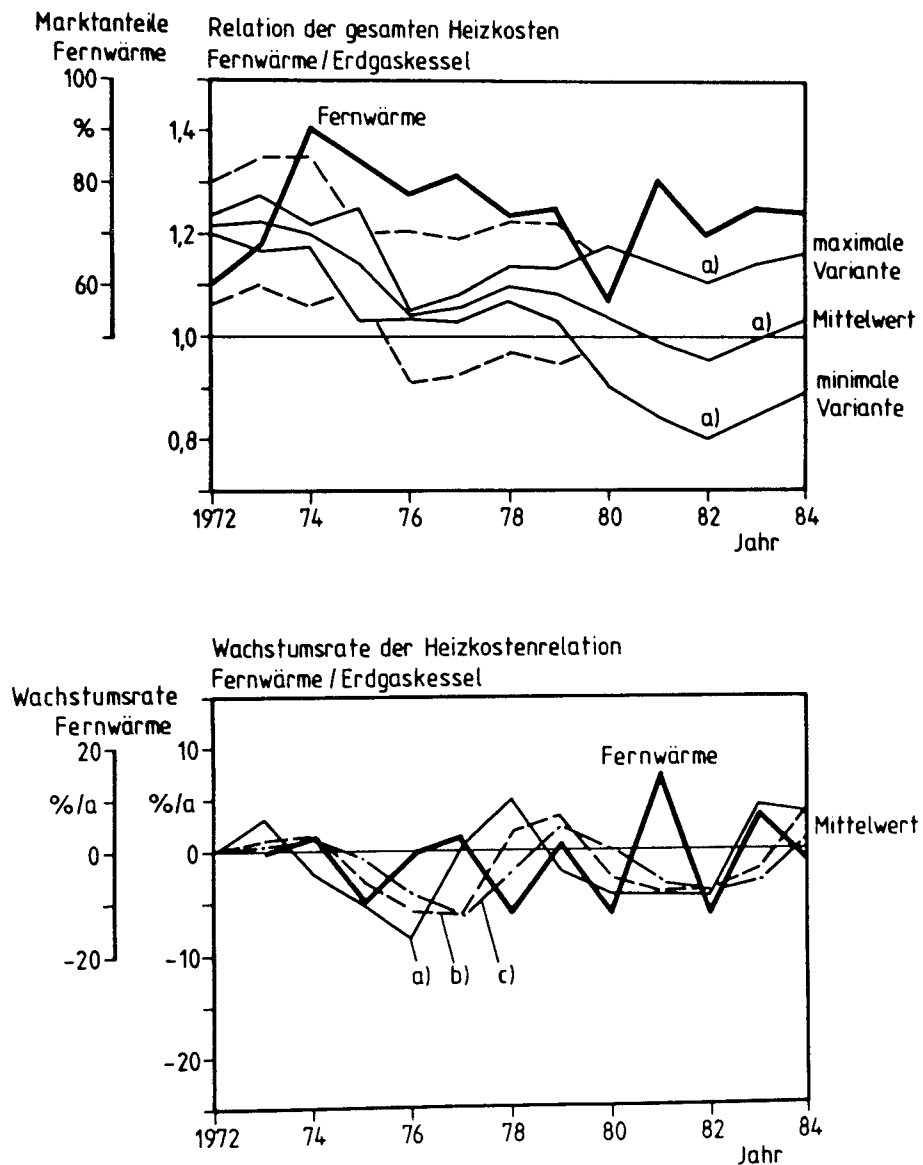 Marktanteile
Fernwärme
Relation der gesamten Heizkosten
Fernwärme/Erdgaskessel
100
%
80
60
1,4
1,2
1,0
0,8
Fernwärme
a)
a)
a)
maximale
Variante
Mittelwert
minimale
Variante
1972 74 76 78 80 82 84
Jahr
Wachstumsrate der Heizkostenrelation
Fernwärme/Erdgaskessel
Wachstumsrate
Fernwärme
20
%/a
0
-20
10
%/a
0
-10
-20
Fernwärme
Mittelwert
a) b) c)
1972 74 76 78 80 82 84
Jahr